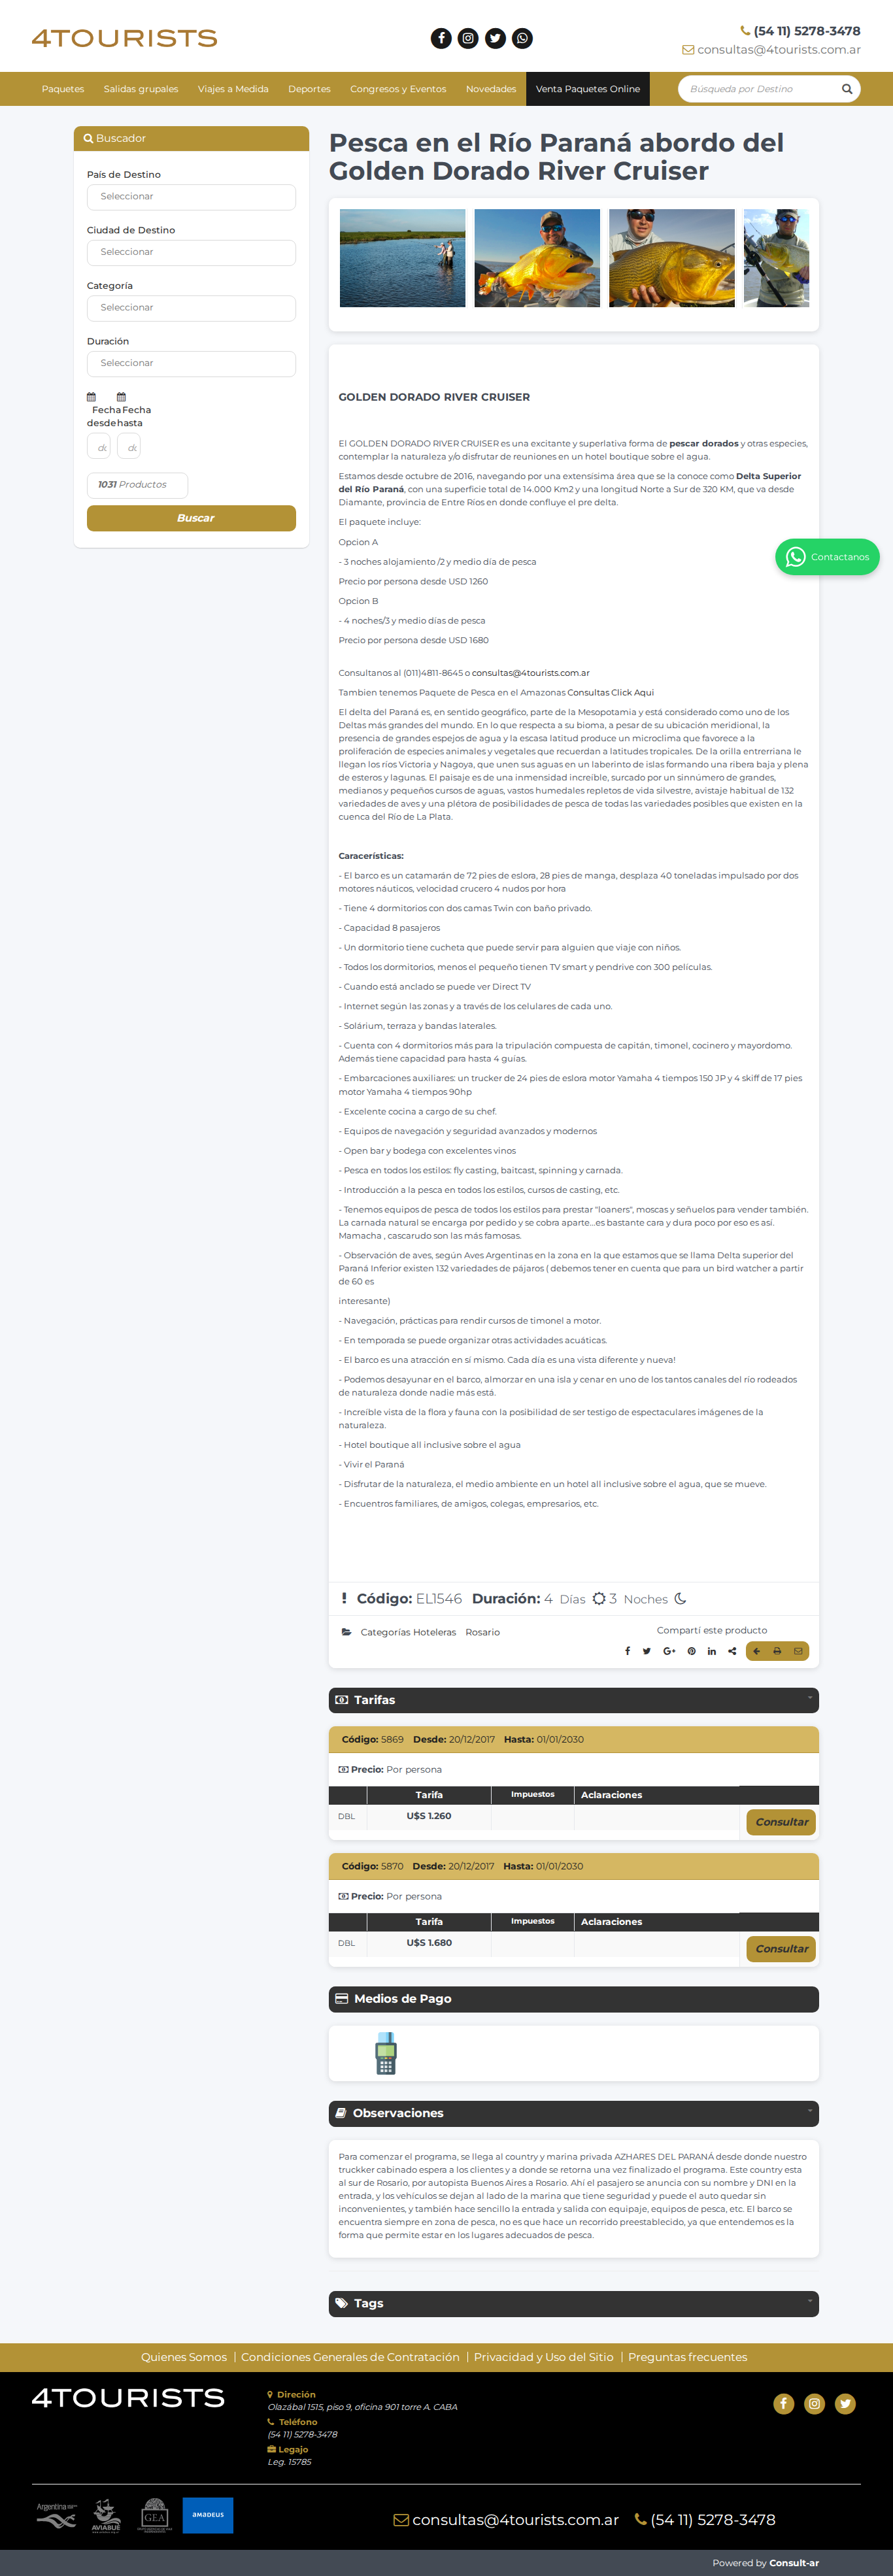 4TOURISTS
(54 11) 5278-3478
consultas@4tourists.com.ar
Paquetes
Salidas grupales
Viajes a Medida
Deportes
Congresos y Eventos
Novedades
Venta Paquetes Online
Búsqueda por Destino
Buscador
País de Destino
Seleccionar
Ciudad de Destino
Seleccionar
Categoría
Seleccionar
Duración
Seleccionar
Fecha desde
Fecha hasta
1031 Productos
Buscar
Pesca en el Río Paraná abordo del
Golden Dorado River Cruiser
GOLDEN DORADO RIVER CRUISER
El GOLDEN DORADO RIVER CRUISER es una excitante y superlativa forma de pescar dorados y otras especies,
contemplar la naturaleza y/o disfrutar de reuniones en un hotel boutique sobre el agua.
Estamos desde octubre de 2016, navegando por una extensísima área que se la conoce como Delta Superior
del Río Paraná, con una superficie total de 14.000 Km2 y una longitud Norte a Sur de 320 KM, que va desde
Diamante, provincia de Entre Ríos en donde confluye el pre delta.
El paquete incluye:
Opcion A
- 3 noches alojamiento /2 y medio día de pesca
Precio por persona desde USD 1260
Opcion B
- 4 noches/3 y medio días de pesca
Precio por persona desde USD 1680
Contactanos
Consultanos al (011)4811-8645 o consultas@4tourists.com.ar
Tambien tenemos Paquete de Pesca en el Amazonas Consultas Click Aqui
El delta del Paraná es, en sentido geográfico, parte de la Mesopotamia y está considerado como uno de los
Deltas más grandes del mundo. En lo que respecta a su bioma, a pesar de su ubicación meridional, la
presencia de grandes espejos de agua y la escasa latitud produce un microclima que favorece a la
proliferación de especies animales y vegetales que recuerdan a latitudes tropicales. De la orilla entrerriana le
llegan los ríos Victoria y Nagoya, que unen sus aguas en un laberinto de islas formando una ribera baja y plena
de esteros y lagunas. El paisaje es de una inmensidad increíble, surcado por un sinnúmero de grandes,
medianos y pequeños cursos de aguas, vastos humedales repletos de vida silvestre, avistaje habitual de 132
variedades de aves y una plétora de posibilidades de pesca de todas las variedades posibles que existen en la
cuenca del Río de La Plata.
Caracerísticas:
- El barco es un catamarán de 72 pies de eslora, 28 pies de manga, desplaza 40 toneladas impulsado por dos
motores náuticos, velocidad crucero 4 nudos por hora
- Tiene 4 dormitorios con dos camas Twin con baño privado.
- Capacidad 8 pasajeros
- Un dormitorio tiene cucheta que puede servir para alguien que viaje con niños.
- Todos los dormitorios, menos el pequeño tienen TV smart y pendrive con 300 películas.
- Cuando está anclado se puede ver Direct TV
- Internet según las zonas y a través de los celulares de cada uno.
- Solárium, terraza y bandas laterales.
- Cuenta con 4 dormitorios más para la tripulación compuesta de capitán, timonel, cocinero y mayordomo.
Además tiene capacidad para hasta 4 guías.
- Embarcaciones auxiliares: un trucker de 24 pies de eslora motor Yamaha 4 tiempos 150 JP y 4 skiff de 17 pies
motor Yamaha 4 tiempos 90hp
- Excelente cocina a cargo de su chef.
- Equipos de navegación y seguridad avanzados y modernos
- Open bar y bodega con excelentes vinos
- Pesca en todos los estilos: fly casting, baitcast, spinning y carnada.
- Introducción a la pesca en todos los estilos, cursos de casting, etc.
- Tenemos equipos de pesca de todos los estilos para prestar "loaners", moscas y señuelos para vender también.
La carnada natural se encarga por pedido y se cobra aparte...es bastante cara y dura poco por eso es así.
Mamacha , cascarudo son las más famosas.
- Observación de aves, según Aves Argentinas en la zona en la que estamos que se llama Delta superior del
Paraná Inferior existen 132 variedades de pájaros ( debemos tener en cuenta que para un bird watcher a partir
de 60 es
interesante)
- Navegación, prácticas para rendir cursos de timonel a motor.
- En temporada se puede organizar otras actividades acuáticas.
- El barco es una atracción en sí mismo. Cada día es una vista diferente y nueva!
- Podemos desayunar en el barco, almorzar en una isla y cenar en uno de los tantos canales del río rodeados
de naturaleza donde nadie más está.
- Increíble vista de la flora y fauna con la posibilidad de ser testigo de espectaculares imágenes de la
naturaleza.
- Hotel boutique all inclusive sobre el agua
- Vivir el Paraná
- Disfrutar de la naturaleza, el medio ambiente en un hotel all inclusive sobre el agua, que se mueve.
- Encuentros familiares, de amigos, colegas, empresarios, etc.
Código: EL1546 Duración: 4 Días 3 Noches
Categorías Hoteleras Rosario
Compartí este producto
Tarifas
Código: 5869 Desde: 20/12/2017 Hasta: 01/01/2030
Precio: Por persona
Tarifa Impuestos Aclaraciones
DBL U$S 1.260 Consultar
Código: 5870 Desde: 20/12/2017 Hasta: 01/01/2030
Precio: Por persona
Tarifa Impuestos Aclaraciones
DBL U$S 1.680 Consultar
Medios de Pago
Observaciones
Para comenzar el programa, se llega al country y marina privada AZHARES DEL PARANÁ desde donde nuestro
truckker cabinado espera a los clientes y a donde se retorna una vez finalizado el programa. Este country esta
al sur de Rosario, por autopista Buenos Aires a Rosario. Ahí el pasajero se anuncia con su nombre y DNI en la
entrada, y los vehículos se dejan al lado de la marina que tiene seguridad y puede el auto quedar sin
inconvenientes, y también hace sencillo la entrada y salida con equipaje, equipos de pesca, etc. El barco se
encuentra siempre en zona de pesca, no es que hace un recorrido preestablecido, ya que entendemos es la
forma que permite estar en los lugares adecuados de pesca.
Tags
Quienes Somos | Condiciones Generales de Contratación | Privacidad y Uso del Sitio | Preguntas frecuentes
4TOURISTS
Direción
Olazábal 1515, piso 9, oficina 901 torre A. CABA
Teléfono
(54 11) 5278-3478
Legajo
Leg. 15785
Argentina
AVIABUE
GEA
amadeus
consultas@4tourists.com.ar (54 11) 5278-3478
Powered by Consult-ar